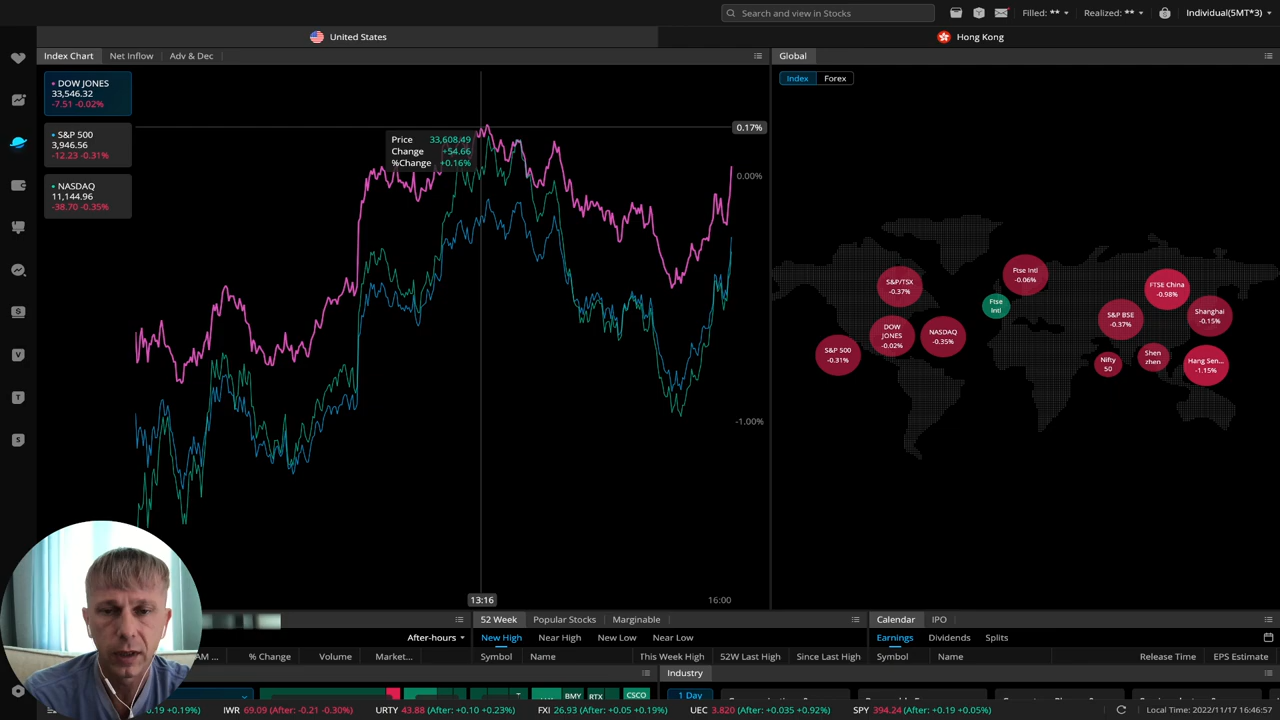 Search and view in Stocks
Filled: **
Realized: **
Individual(5MT*3)
United States
Hong Kong
Index Chart Net Inflow Adv & Dec
Global
Index Forex
DOW JONES
33,546.32
-7.51 -0.02%
S&P 500
3,946.56
-12.23 -0.31%
NASDAQ
11,144.96
-38.70 -0.35%
Price 33,608.49
Change +54.66
%Change +0.16%
0.17%
0.00%
-1.00%
13:16
16:00
S&P/TSX
-0.37%
DOW
JONES
-0.02%
NASDAQ
-0.35%
S&P 500
-0.31%
Ftse Intl
-0.06%
Ftse
Intl
FTSE China
-0.98%
S&P BSE
-0.37%
Shanghai
-0.15%
Nifty
50
Shen
zhen
Hang Sen...
-1.15%
After-hours
% Change Volume Market...
52 Week Popular Stocks Marginable
New High Near High New Low Near Low
Symbol Name This Week High 52W Last High Since Last High
Calendar IPO
Earnings Dividends Splits
Symbol Name Release Time EPS Estimate
Industry
1 Day
BMY
RTX
CSCO
+0.19%)
IWR 69.09 (After: -0.21 -0.30%)
URTY 43.88 (After: +0.10 +0.23%)
FXI 26.93 (After: +0.05 +0.19%)
UEC 3.820 (After: +0.035 +0.92%)
SPY 394.24 (After: +0.19 +0.05%)
Local Time: 2022/11/17 16:46:57